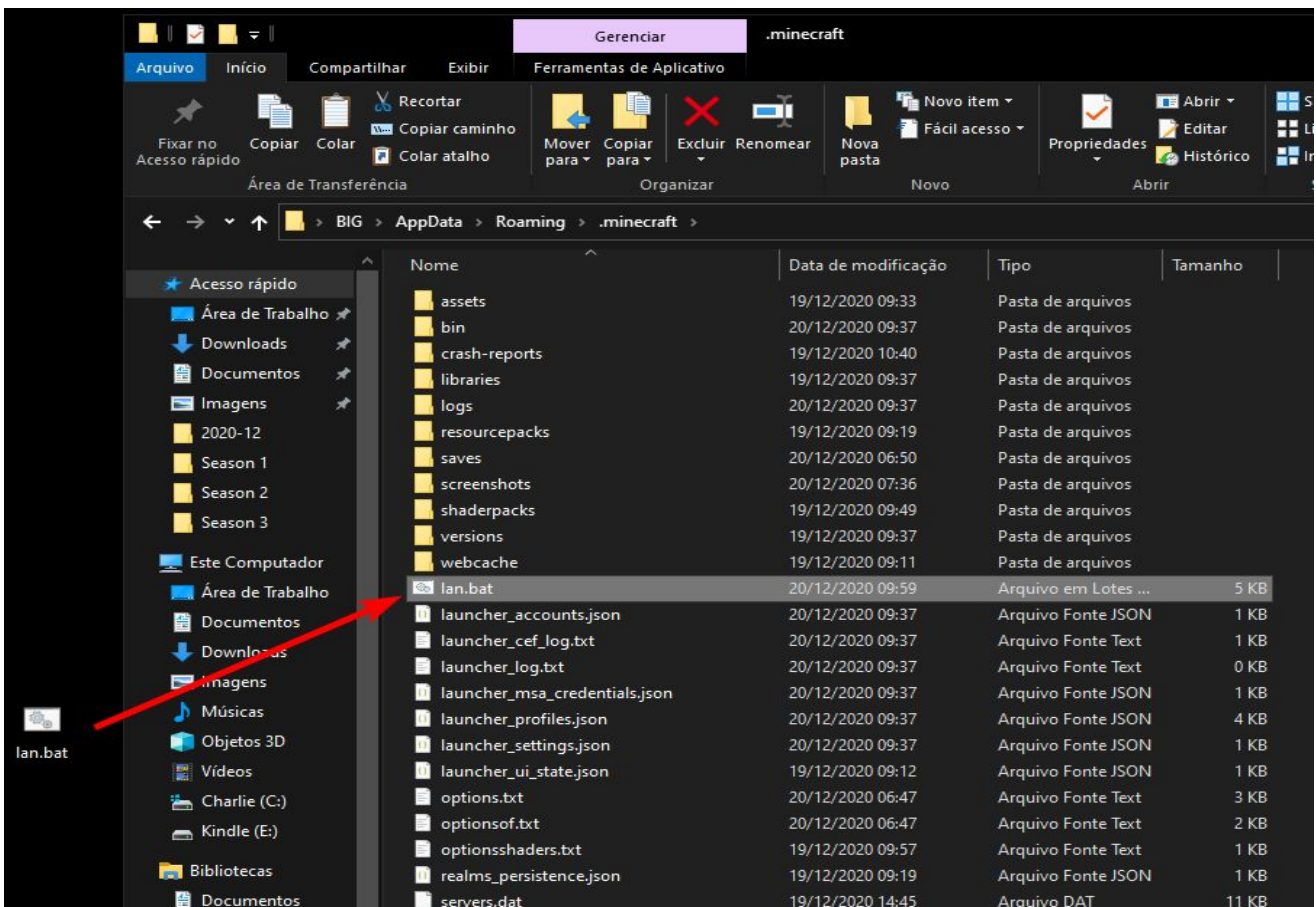 Gerenciar
.minecraft
Arquivo Início Compartilhar Exibir Ferramentas de Aplicativo
Fixar no Acesso rápido
Copiar
Colar
Recortar
Copiar caminho
Colar atalho
Mover para
Copiar para
Excluir
Renomear
Nova pasta
Novo item
Fácil acesso
Propriedades
Abrir
Editar
Histórico
Área de Transferência
Organizar
Novo
Abrir
BIG > AppData > Roaming > .minecraft >
Acesso rápido
Área de Trabalho
Downloads
Documentos
Imagens
2020-12
Season 1
Season 2
Season 3
Este Computador
Área de Trabalho
Documentos
Downloads
Imagens
Músicas
Objetos 3D
Vídeos
Charlie (C:)
Kindle (E:)
Bibliotecas
Documentos
lan.bat
Nome Data de modificação Tipo Tamanho
assets 19/12/2020 09:33 Pasta de arquivos
bin 20/12/2020 09:37 Pasta de arquivos
crash-reports 19/12/2020 10:40 Pasta de arquivos
libraries 19/12/2020 09:37 Pasta de arquivos
logs 20/12/2020 09:37 Pasta de arquivos
resourcepacks 19/12/2020 09:19 Pasta de arquivos
saves 20/12/2020 06:50 Pasta de arquivos
screenshots 20/12/2020 07:36 Pasta de arquivos
shaderpacks 19/12/2020 09:49 Pasta de arquivos
versions 19/12/2020 09:37 Pasta de arquivos
webcache 19/12/2020 09:11 Pasta de arquivos
lan.bat 20/12/2020 09:59 Arquivo em Lotes ... 5 KB
launcher_accounts.json 20/12/2020 09:37 Arquivo Fonte JSON 1 KB
launcher_cef_log.txt 20/12/2020 09:37 Arquivo Fonte Text 1 KB
launcher_log.txt 20/12/2020 09:37 Arquivo Fonte Text 0 KB
launcher_msa_credentials.json 20/12/2020 09:37 Arquivo Fonte JSON 1 KB
launcher_profiles.json 20/12/2020 09:37 Arquivo Fonte JSON 4 KB
launcher_settings.json 20/12/2020 09:37 Arquivo Fonte JSON 1 KB
launcher_ui_state.json 19/12/2020 09:12 Arquivo Fonte JSON 1 KB
options.txt 20/12/2020 06:47 Arquivo Fonte Text 3 KB
optionsof.txt 20/12/2020 06:47 Arquivo Fonte Text 2 KB
optionsshaders.txt 19/12/2020 09:57 Arquivo Fonte Text 1 KB
realms_persistence.json 19/12/2020 09:19 Arquivo Fonte JSON 1 KB
servers.dat 19/12/2020 14:45 Arquivo DAT 11 KB